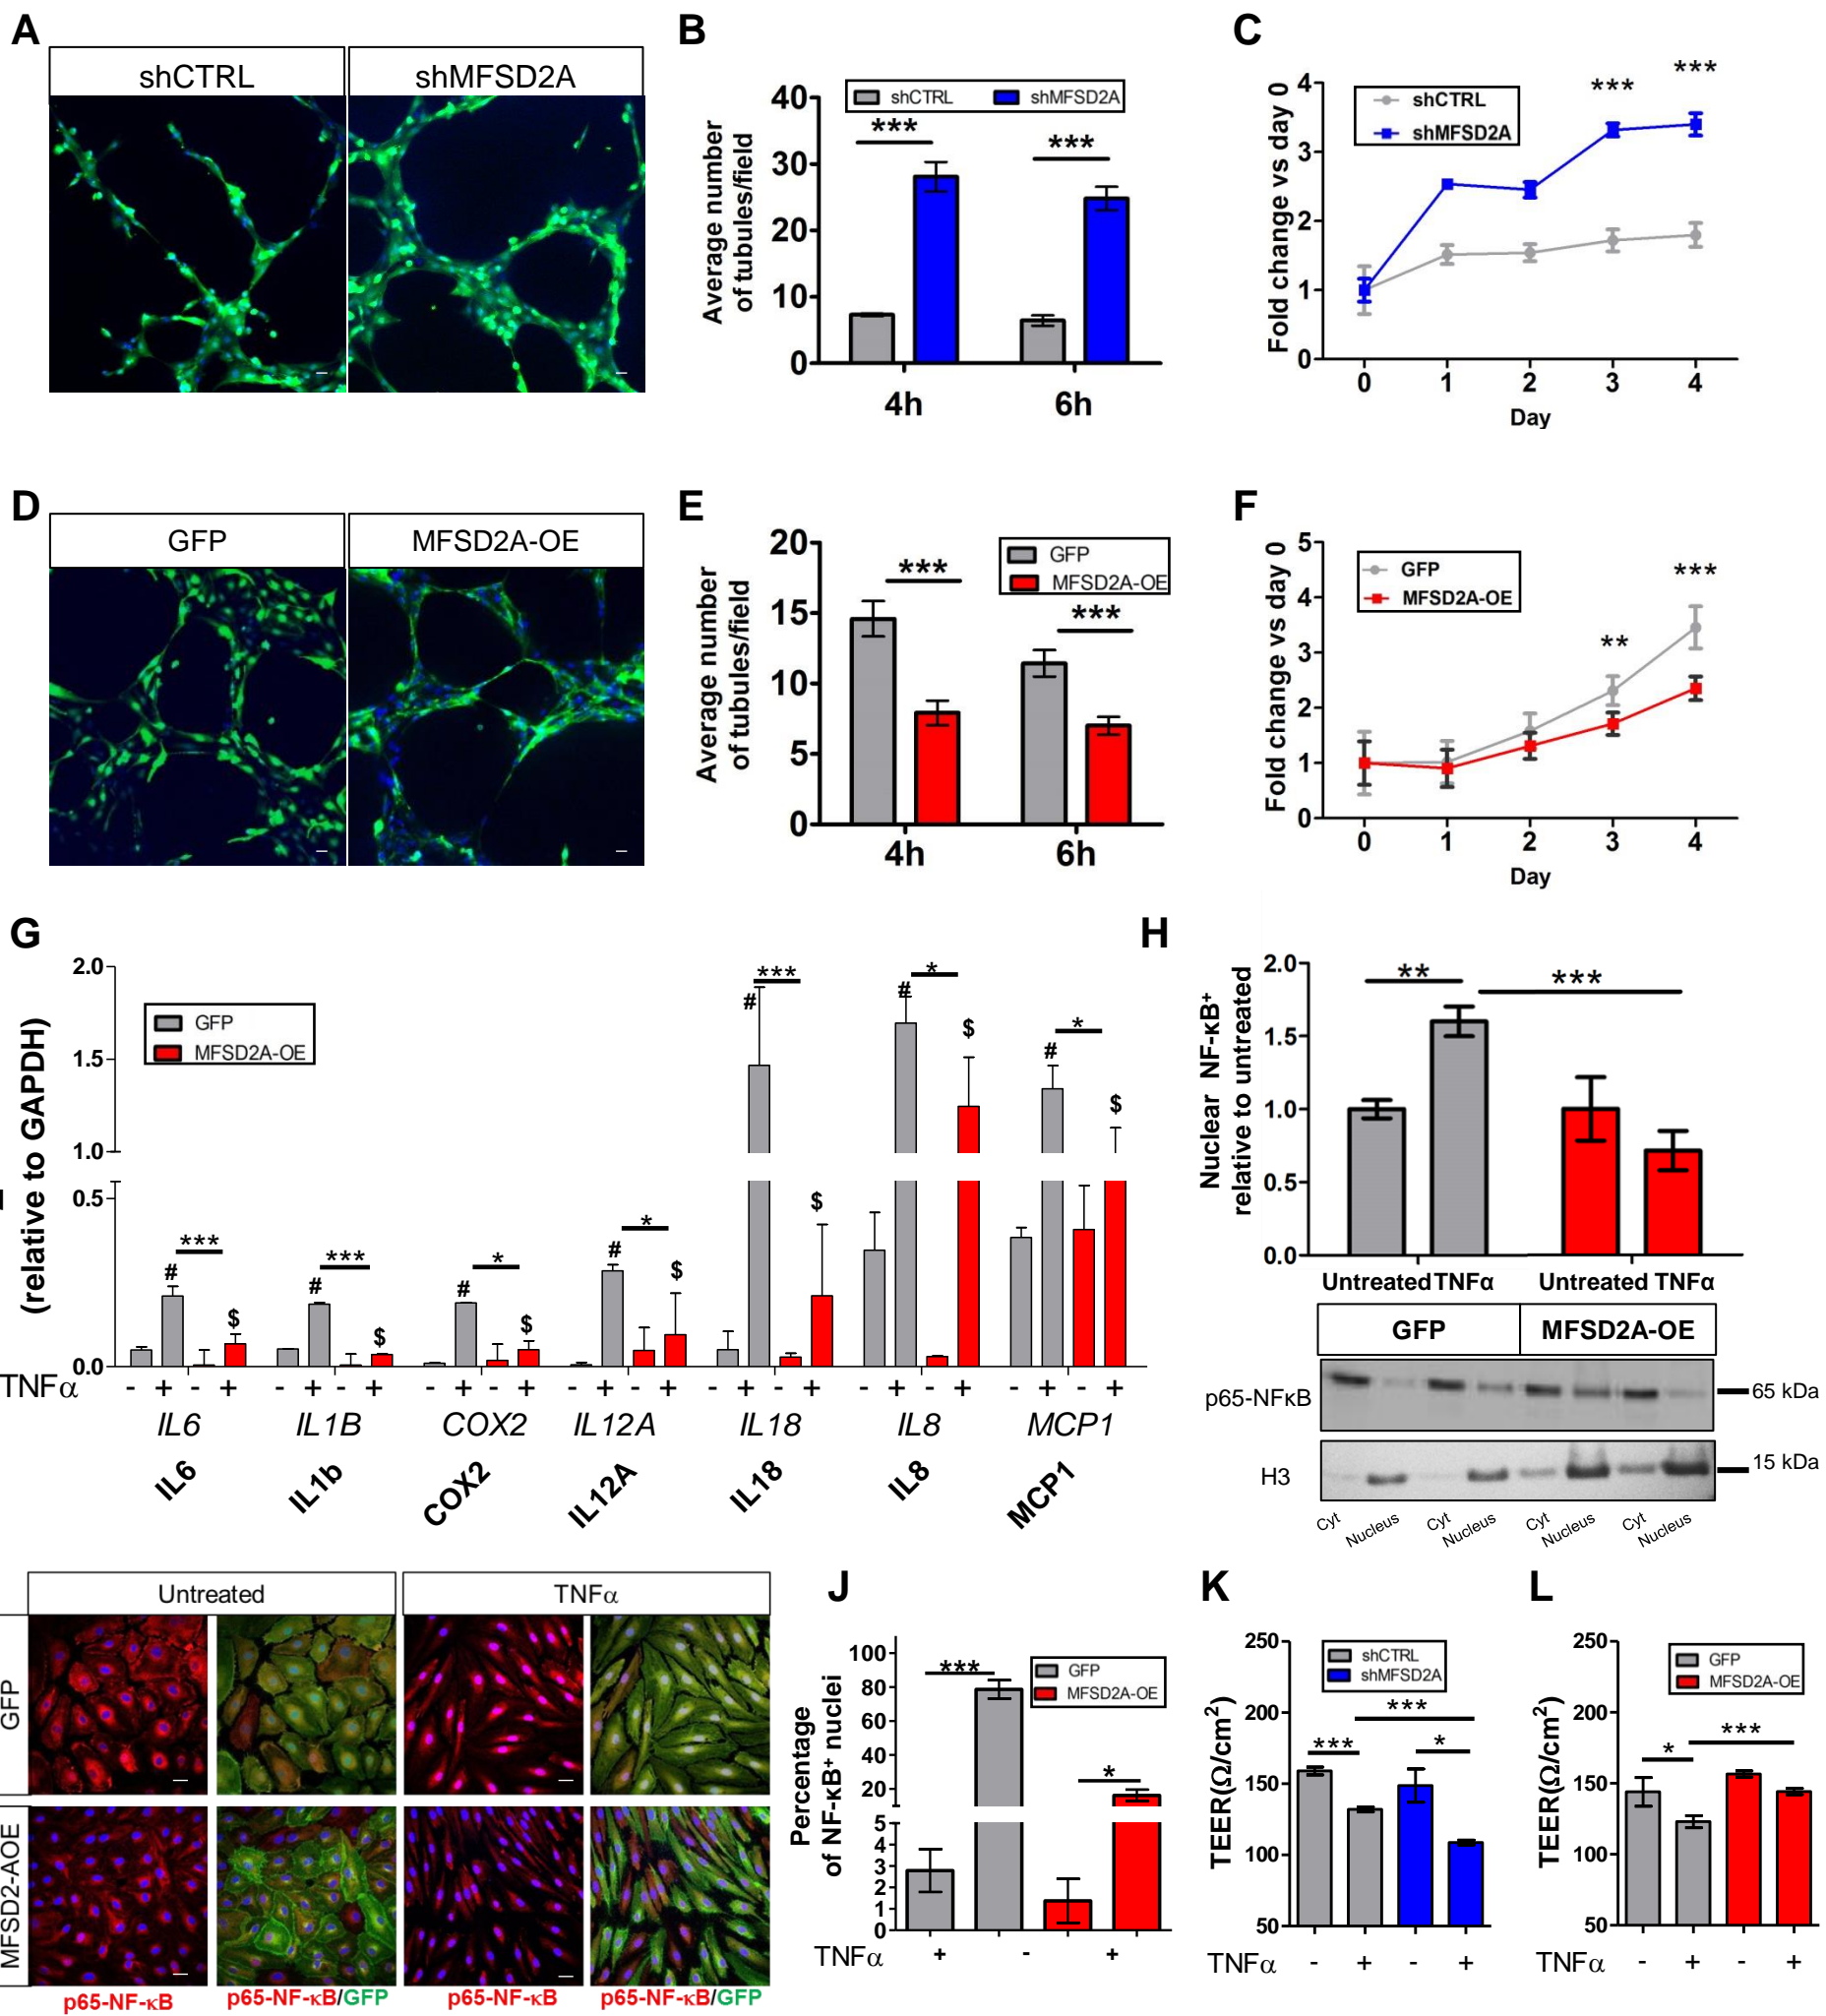 A
shCTRL
shMFSD2A
B
shCTRL
shMFSD2A
Average number
of tubules/field
40
30
20
10
0
***
***
4h
6h
C
shCTRL
shMFSD2A
Fold change vs day 0
4
3
2
1
0
***
***
0 1 2 3 4
Day
D
GFP
MFSD2A-OE
E
GFP
MFSD2A-OE
Average number
of tubules/field
20
15
10
5
0
***
***
4h
6h
F
GFP
MFSD2A-OE
Fold change vs day 0
5
4
3
2
1
0
**
***
0 1 2 3 4
Day
G
GFP
MFSD2A-OE
(relative to GAPDH)
2.0
1.5
1.0
0.5
0.0
# *** $
# *** $
# * $
# * $
# *** $
# * $
# * $
TNFα - + - + - + - + - + - + - + - + - + - + - + - + - + - +
IL6 IL1B COX2 IL12A IL18 IL8 MCP1
IL6 IL1b COX2 IL12A IL18 IL8 MCP1
H
Nuclear NF-κB+
relative to untreated
2.0
1.5
1.0
0.5
0.0
**
***
Untreated TNFα Untreated TNFα
GFP MFSD2A-OE
p65-NFκB
65 kDa
H3
15 kDa
Cyt Nucleus Cyt Nucleus Cyt Nucleus Cyt Nucleus
Untreated
TNFα
GFP
MFSD2-AOE
p65-NF-κB
p65-NF-κB/GFP
p65-NF-κB
p65-NF-κB/GFP
J
GFP
MFSD2A-OE
Percentage
of NF-κB+ nuclei
100
80
60
40
20
5
4
3
2
1
0
***
*
TNFα + - +
K
shCTRL
shMFSD2A
TEER(Ω/cm2)
250
200
150
100
50
***
***
*
TNFα - + - +
L
GFP
MFSD2A-OE
TEER(Ω/cm2)
250
200
150
100
50
*
***
TNFα - + - +